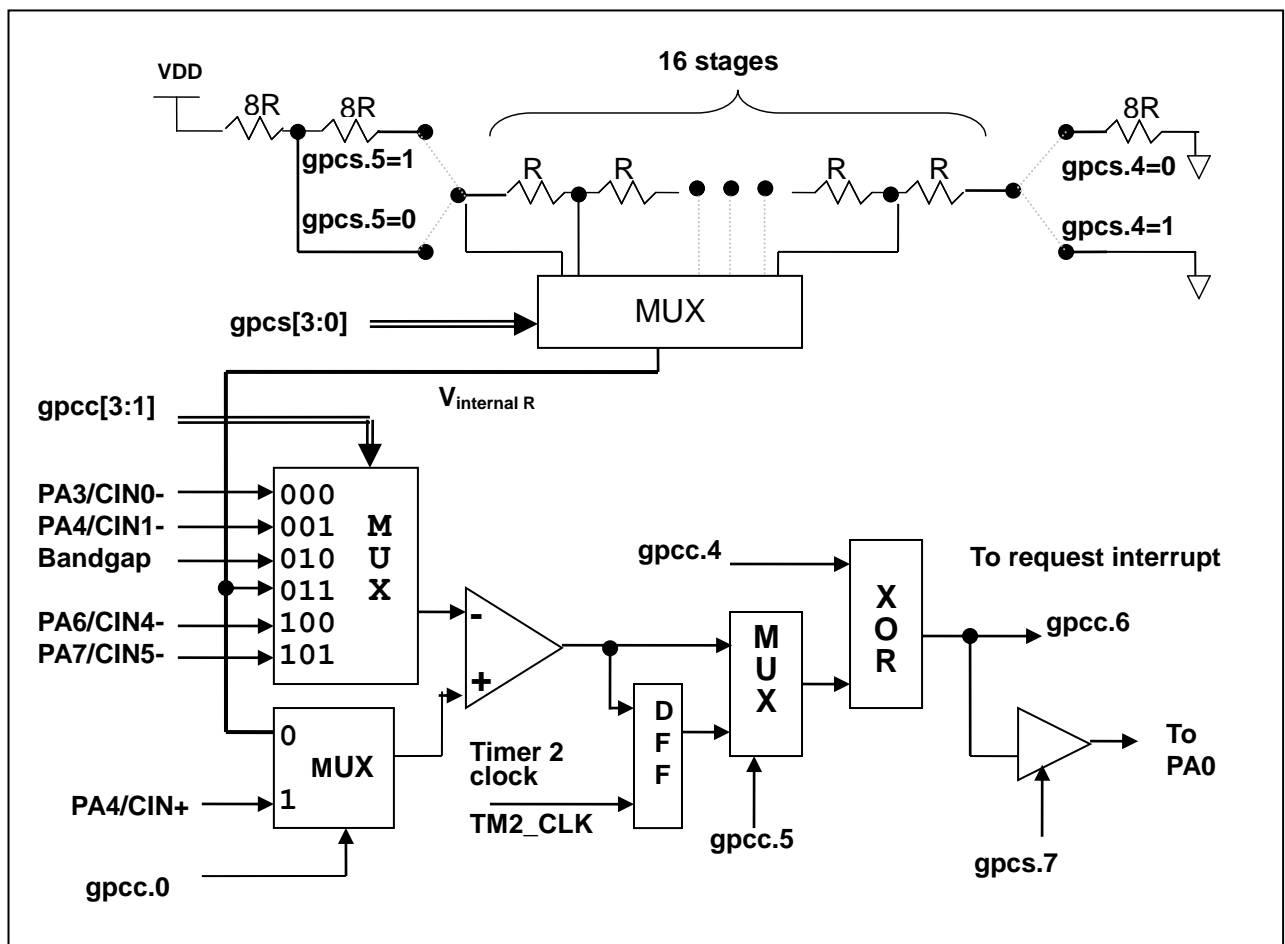 16 stages
VDD
8R
8R
8R
gpcs.5=1
R
R
R
R
gpcs.4=0
gpcs.5=0
gpcs.4=1
MUX
gpcs[3:0]
Vinternal R
gpcc[3:1]
PA3/CIN0-
000
PA4/CIN1-
001
Bandgap
010
011
PA6/CIN4-
100
PA7/CIN5-
101
M
U
X
-
+
gpcc.4
To request interrupt
X
O
R
gpcc.6
M
U
X
D
F
F
0
MUX
1
PA4/CIN+
gpcc.0
Timer 2
clock
TM2_CLK
gpcc.5
To
PA0
gpcs.7